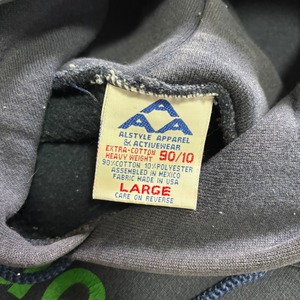 AAA
ALSTYLE APPAREL
& ACTIVEWEAR
EXTRA-COTTON
HEAVY WEIGHT 90/10
90%COTTON 10%POLYESTER
ASSEMBLED IN MEXICO
FABRIC MADE IN USA
LARGE
CARE ON REVERSE